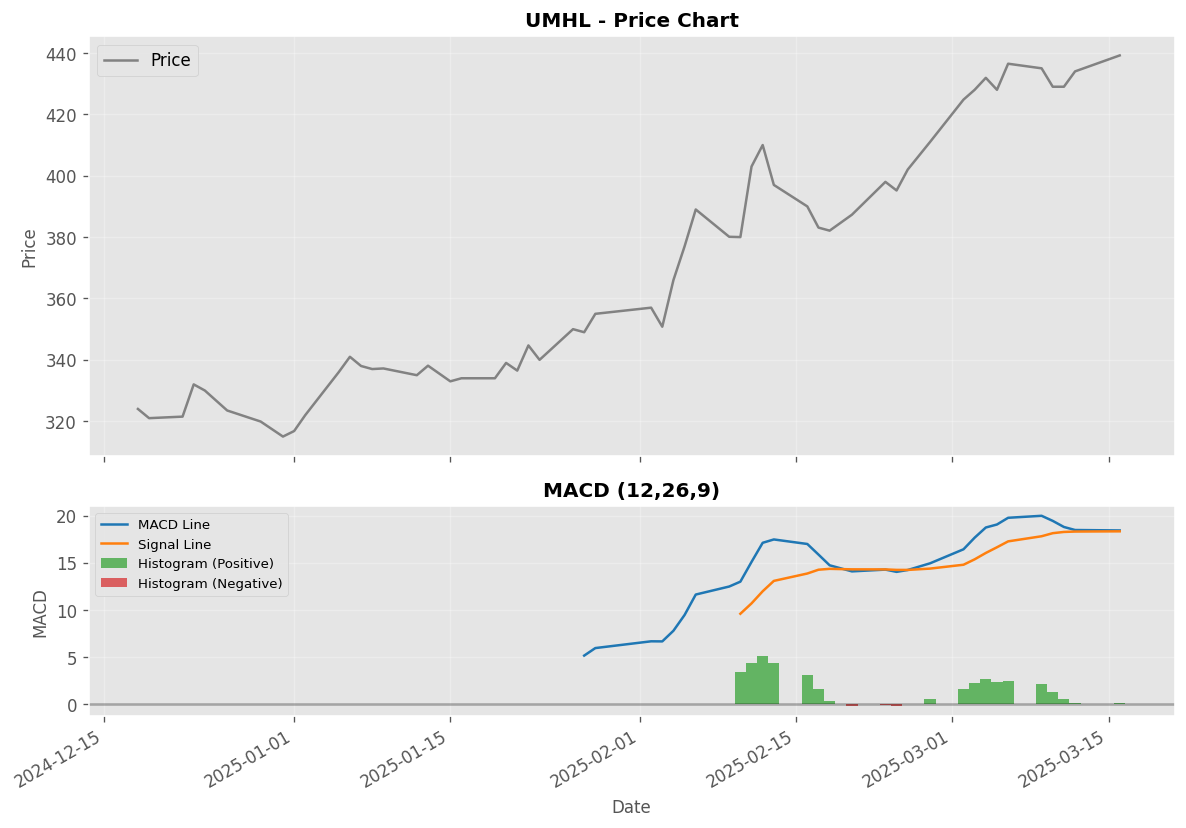 UMHL - Price Chart
Price
440
420
400
380
360
340
320
Price
MACD (12,26,9)
MACD Line
Signal Line
Histogram (Positive)
Histogram (Negative)
20
15
10
5
0
MACD
2024-12-15
2025-01-01
2025-01-15
2025-02-01
2025-02-15
2025-03-01
2025-03-15
Date